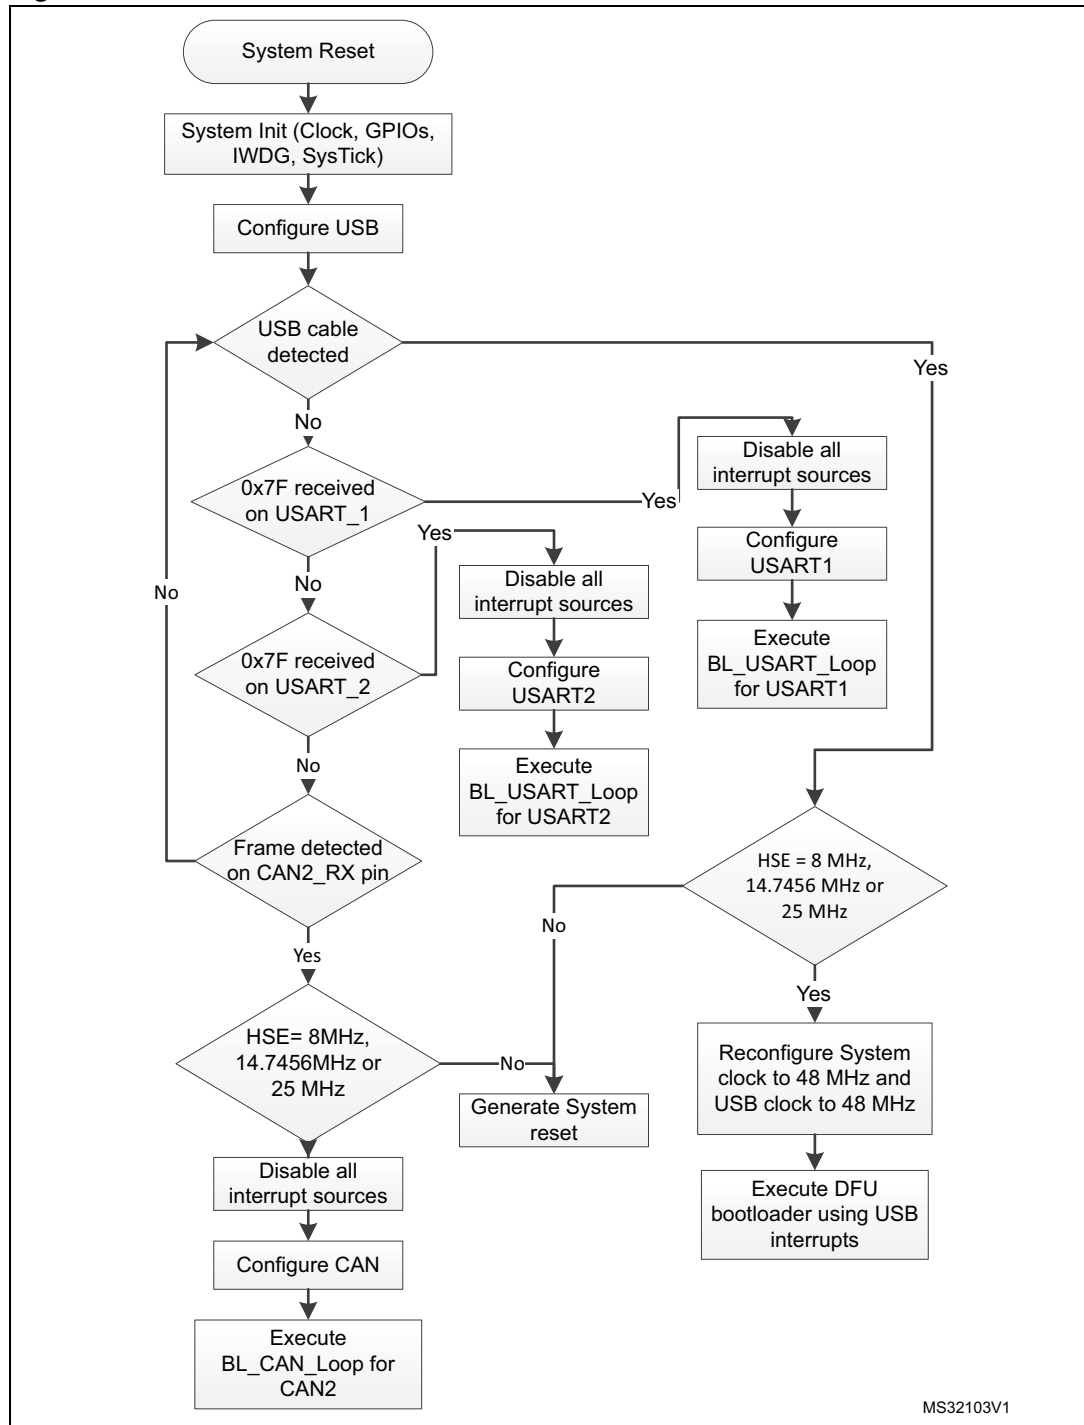 System Reset
System Init (Clock, GPIOs,
IWDG, SysTick)
Configure USB
USB cable
detected
Yes
No
Disable all
interrupt sources
0x7F received
on USART_1
Yes
Configure
USART1
Yes
Disable all
interrupt sources
No
No
Execute
BL_USART_Loop
for USART1
0x7F received
on USART_2
Configure
USART2
No
Execute
BL_USART_Loop
for USART2
Frame detected
on CAN2_RX pin
HSE = 8 MHz,
14.7456 MHz or
25 MHz
No
Yes
Yes
HSE= 8MHz,
14.7456MHz or
25 MHz
No
Reconfigure System
clock to 48 MHz and
USB clock to 48 MHz
Generate System
reset
Disable all
interrupt sources
Execute DFU
bootloader using USB
interrupts
Configure CAN
Execute
BL_CAN_Loop for
CAN2
MS32103V1